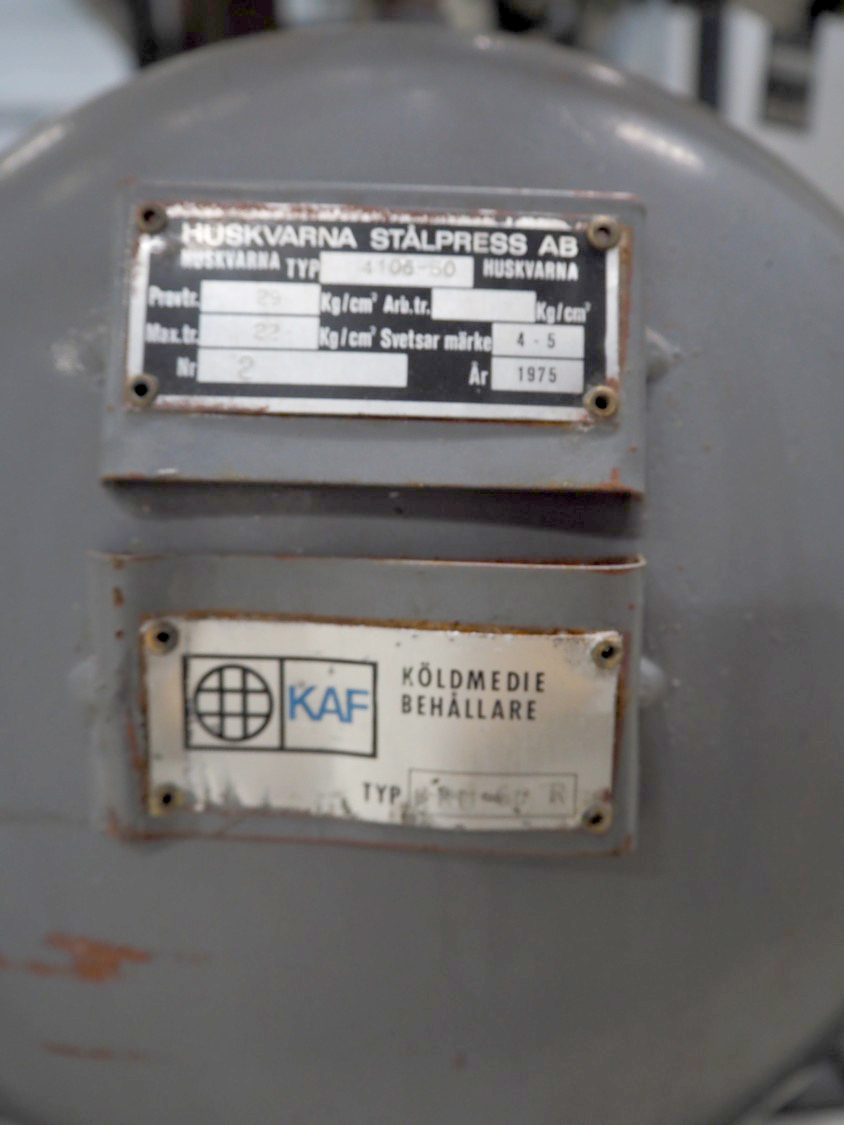 HUSKVARNA STÅLPRESS AB
HUSKVARNA TYP 4106-50 HUSKVARNA
Provtr. 29 Kg/cm² Arb.tr. Kg/cm²
Max.tr. 22 Kg/cm² Svetsar märke 4 - 5
Nr 2 År 1975
KAF
KÖLDMEDIE
BEHÅLLARE
TYP R